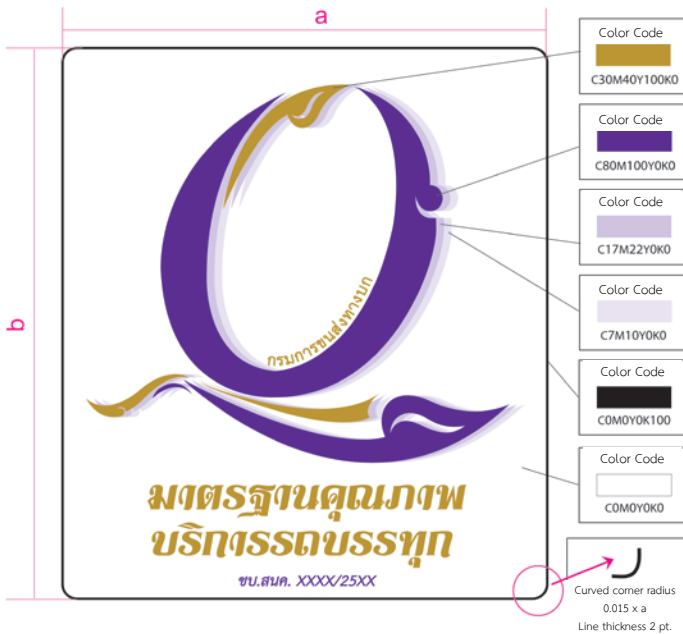 a
b
กรมการขนส่งทางบก
มาตรฐานคุณภาพ
บริการรถบรรทุก
ขบ.สนค. XXXX/25XX
Color Code
C30M40Y100K0
Color Code
C80M100Y0K0
Color Code
C17M22Y0K0
Color Code
C7M10Y0K0
Color Code
C0M0Y0K100
Color Code
C0M0Y0K0
Curved corner radius
0.015 x a
Line thickness 2 pt.